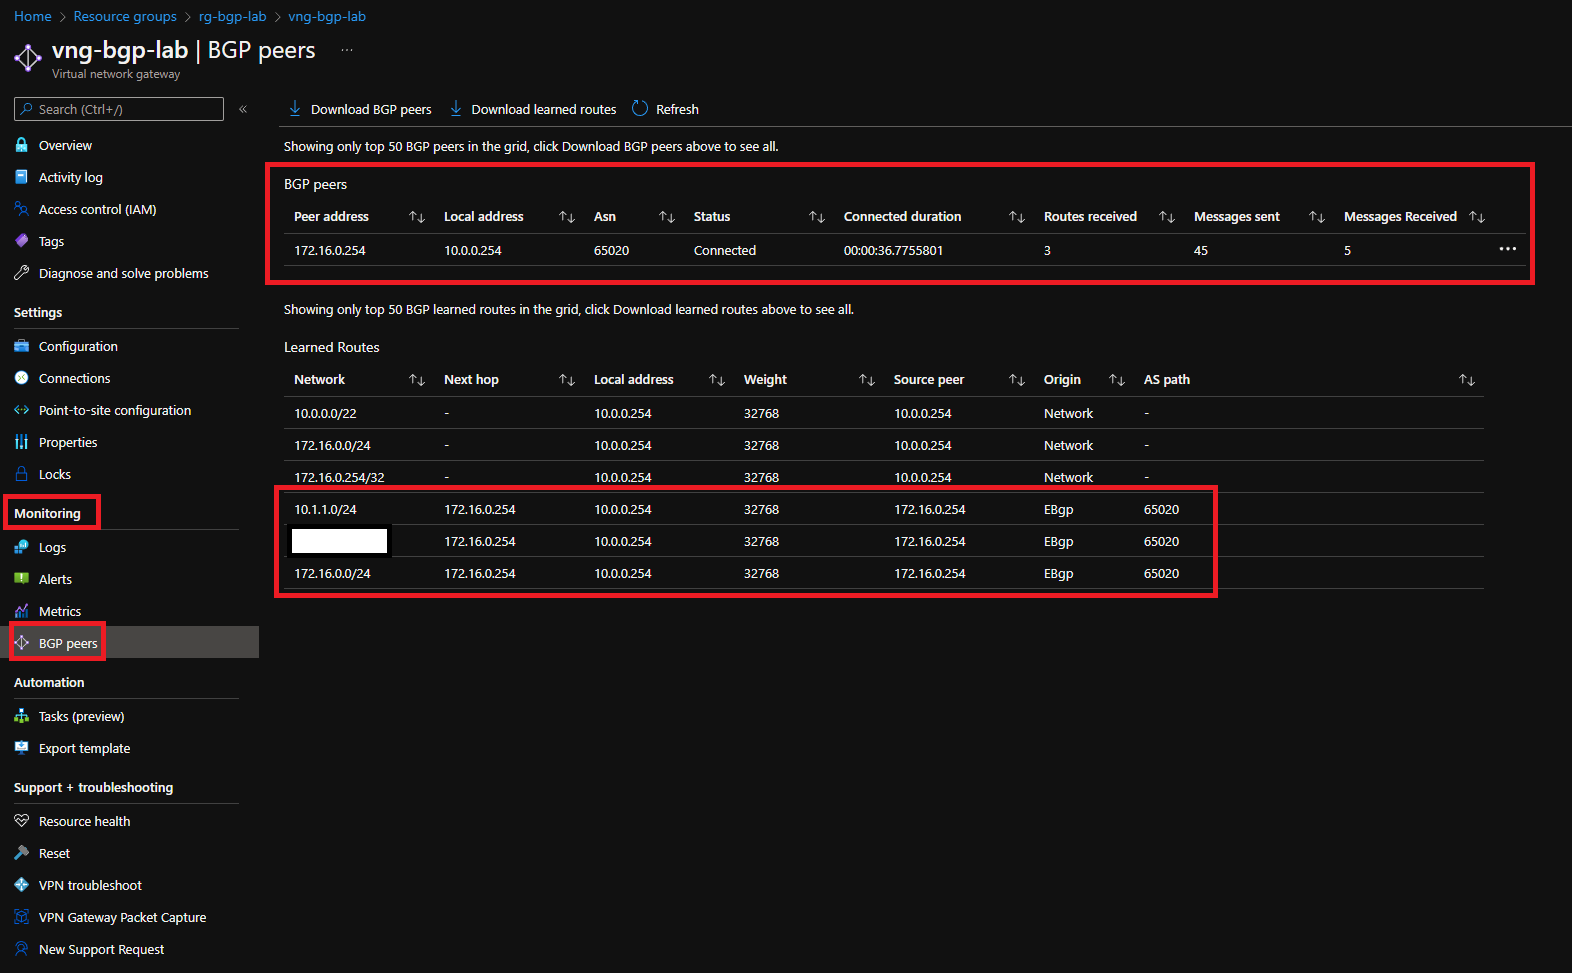 Home > Resource groups > rg-bgp-lab > vng-bgp-lab
vng-bgp-lab | BGP peers ...
Virtual network gateway
Search (Ctrl+/)
«
Overview
Activity log
Access control (IAM)
Tags
Diagnose and solve problems
Settings
Configuration
Connections
Point-to-site configuration
Properties
Locks
Monitoring
Logs
Alerts
Metrics
BGP peers
Automation
Tasks (preview)
Export template
Support + troubleshooting
Resource health
Reset
VPN troubleshoot
VPN Gateway Packet Capture
New Support Request
Download BGP peers Download learned routes Refresh
Showing only top 50 BGP peers in the grid, click Download BGP peers above to see all.
BGP peers
Peer address Local address Asn Status Connected duration Routes received Messages sent Messages Received
172.16.0.254 10.0.0.254 65020 Connected 00:00:36.7755801 3 45 5 ...
Showing only top 50 BGP learned routes in the grid, click Download learned routes above to see all.
Learned Routes
Network Next hop Local address Weight Source peer Origin AS path
10.0.0.0/22 - 10.0.0.254 32768 10.0.0.254 Network -
172.16.0.0/24 - 10.0.0.254 32768 10.0.0.254 Network -
172.16.0.254/32 - 10.0.0.254 32768 10.0.0.254 Network -
10.1.1.0/24 172.16.0.254 10.0.0.254 32768 172.16.0.254 EBgp 65020
172.16.0.254 10.0.0.254 32768 172.16.0.254 EBgp 65020
172.16.0.0/24 172.16.0.254 10.0.0.254 32768 172.16.0.254 EBgp 65020